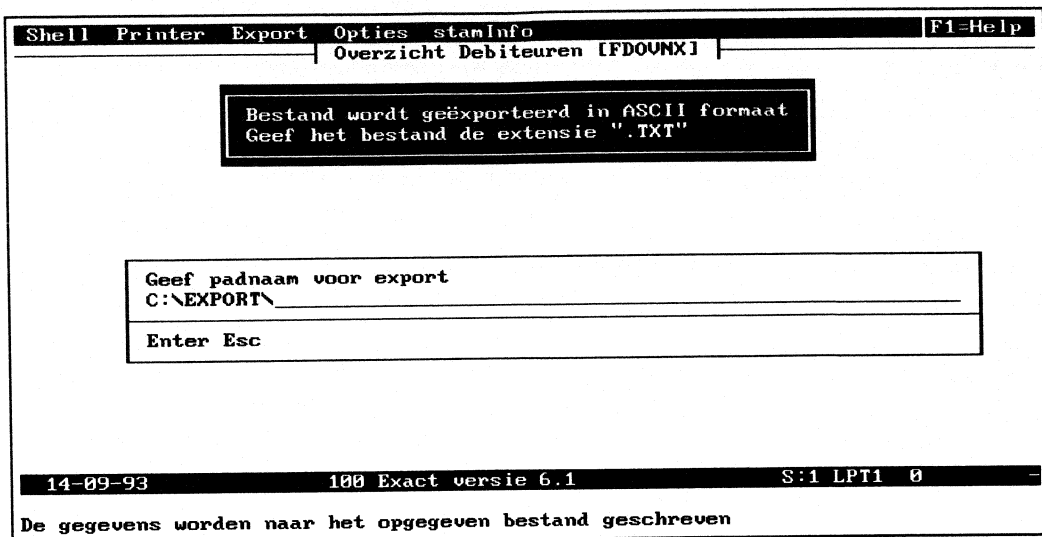 Shell Printer Export Opties stamInfo F1=Help
Overzicht Debiteuren [FDOVNX]
Bestand wordt geëxporteerd in ASCII formaat
Geef het bestand de extensie ".TXT"
Geef padnaam voor export
C:\EXPORT\
Enter Esc
14-09-93 100 Exact versie 6.1 S:1 LPT1 0 -
De gegevens worden naar het opgegeven bestand geschreven